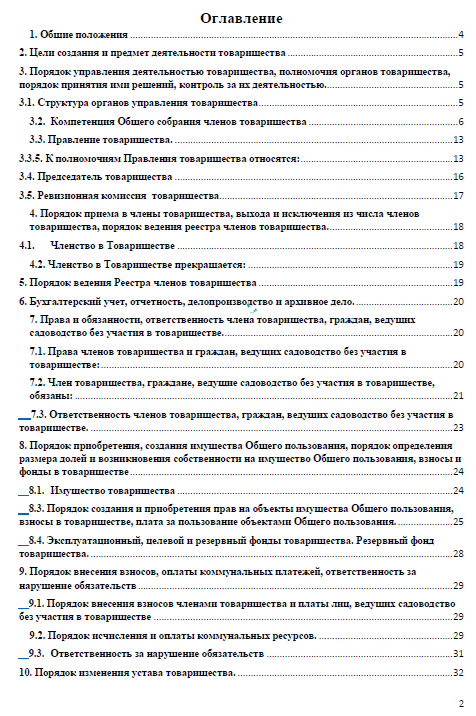 Оглавление
1. Общие положения 4
2. Цели создания и предмет деятельности товарищества 5
3. Порядок управления деятельностью товарищества, полномочия органов товарищества,
порядок принятия ими решений, контроль за их деятельностью. 5
3.1. Структура органов управления товарищества 5
3.2. Компетенция Общего собрания членов товарищества 6
3.3. Правление товарищества. 13
3.3.5. К полномочиям Правления товарищества относятся: 13
3.4. Председатель товарищества 16
3.5. Ревизионная комиссия товарищества 17
4. Порядок приема в члены товарищества, выхода и исключения из числа членов
товарищества, порядок ведения реестра членов товарищества. 18
4.1. Членство в Товариществе 18
4.2. Членство в Товариществе прекращается: 19
5. Порядок ведения Реестра членов товарищества 19
6. Бухгалтерский учет, отчетность, делопроизводство и архивное дело. 20
7. Права и обязанности, ответственность члена товарищества, граждан, ведущих
садоводство без участия в товариществе. 20
7.1. Права членов товарищества и граждан, ведущих садоводство без участия в
товариществе: 20
7.2. Член товарищества, граждане, ведущие садоводство без участия в товариществе,
обязаны: 21
7.3. Ответственность членов товарищества, граждан, ведущих садоводство без участия в
товариществе. 23
8. Порядок приобретения, создания имущества Общего пользования, порядок определения
размера долей и возникновения собственности на имущество Общего пользования, взносы и
фонды в товариществе 24
8.1. Имущество товарищества 24
8.3. Порядок создания и приобретения прав на объекты имущества Общего пользования,
взносы в товариществе, плата за пользование объектами Общего пользования. 25
8.4. Эксплуатационный, целевой и резервный фонды товарищества. Резервный фонд
товарищества. 28
9. Порядок внесения взносов, оплаты коммунальных платежей, ответственность за
нарушение обязательств 29
9.1. Порядок внесения взносов членами товарищества и платы лиц, ведущих садоводство
без участия в товариществе 29
9.2. Порядок исчисления и оплаты коммунальных ресурсов. 29
9.3. Ответственность за нарушение обязательств 31
10. Порядок изменения устава товарищества. 32
2